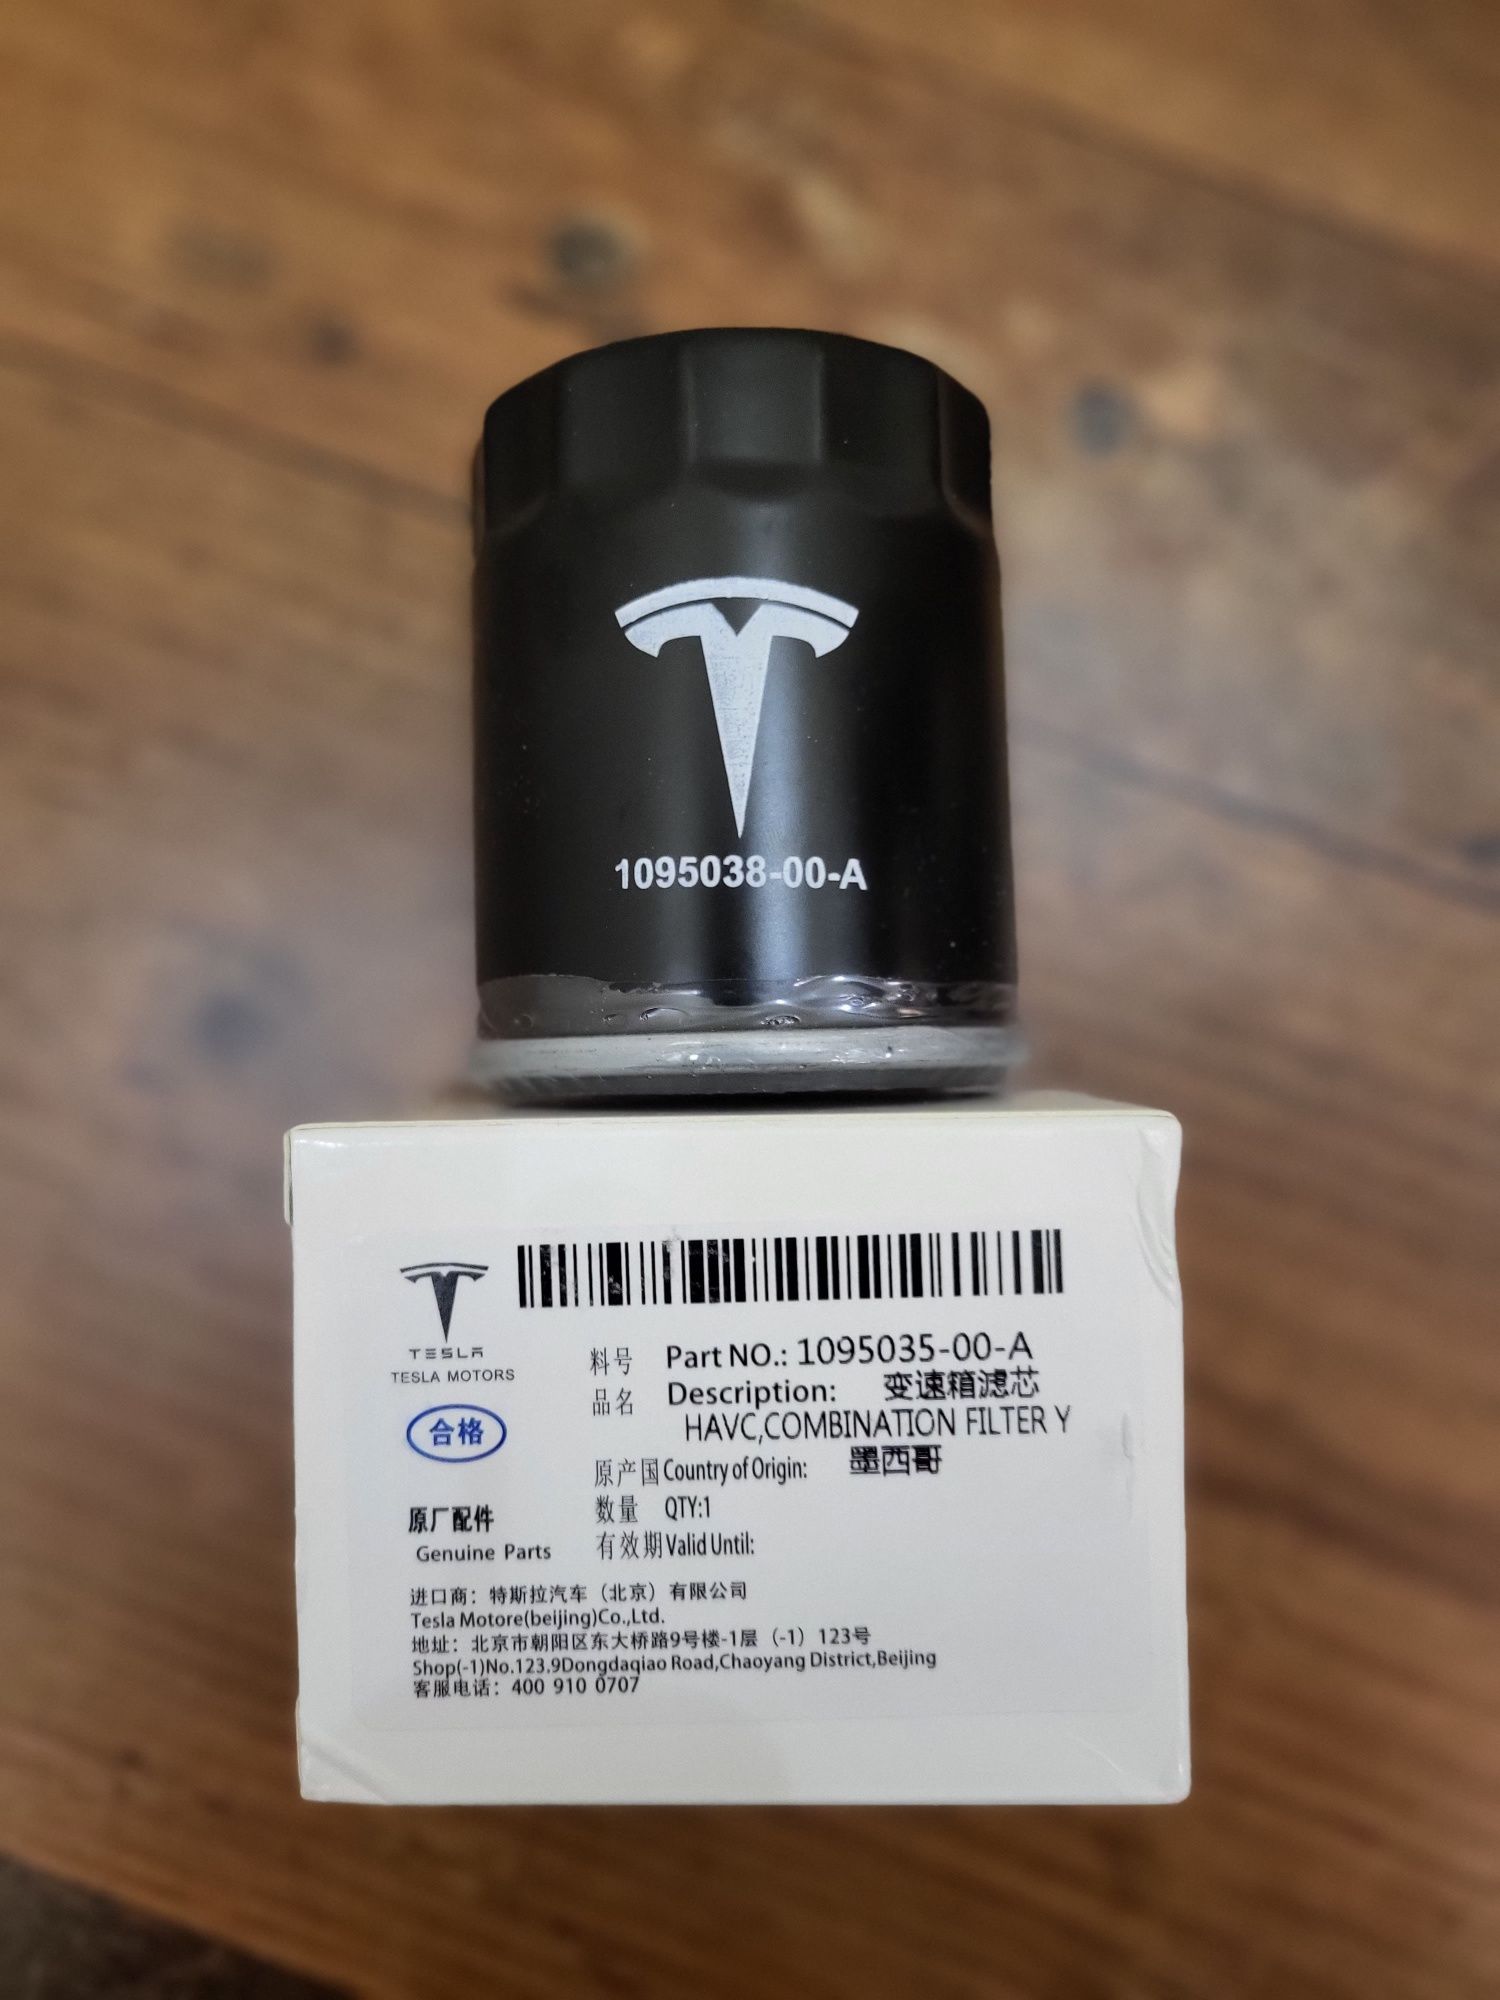 1095038-00-A
TESLA
TESLA MOTORS
合格
原厂配件
Genuine Parts
料号 Part NO.: 1095035-00-A
品名 Description: 变速箱滤芯
HAVC,COMBINATION FILTER Y
原产国 Country of Origin: 墨西哥
数量 QTY:1
有效期 Valid Until:
进口商：特斯拉汽车（北京）有限公司
Tesla Motore(beijing)Co.,Ltd.
地址：北京市朝阳区东大桥路9号楼-1层（-1）123号
Shop(-1)No.123.9Dongdaqiao Road,Chaoyang District,Beijing
客服电话：400 910 0707